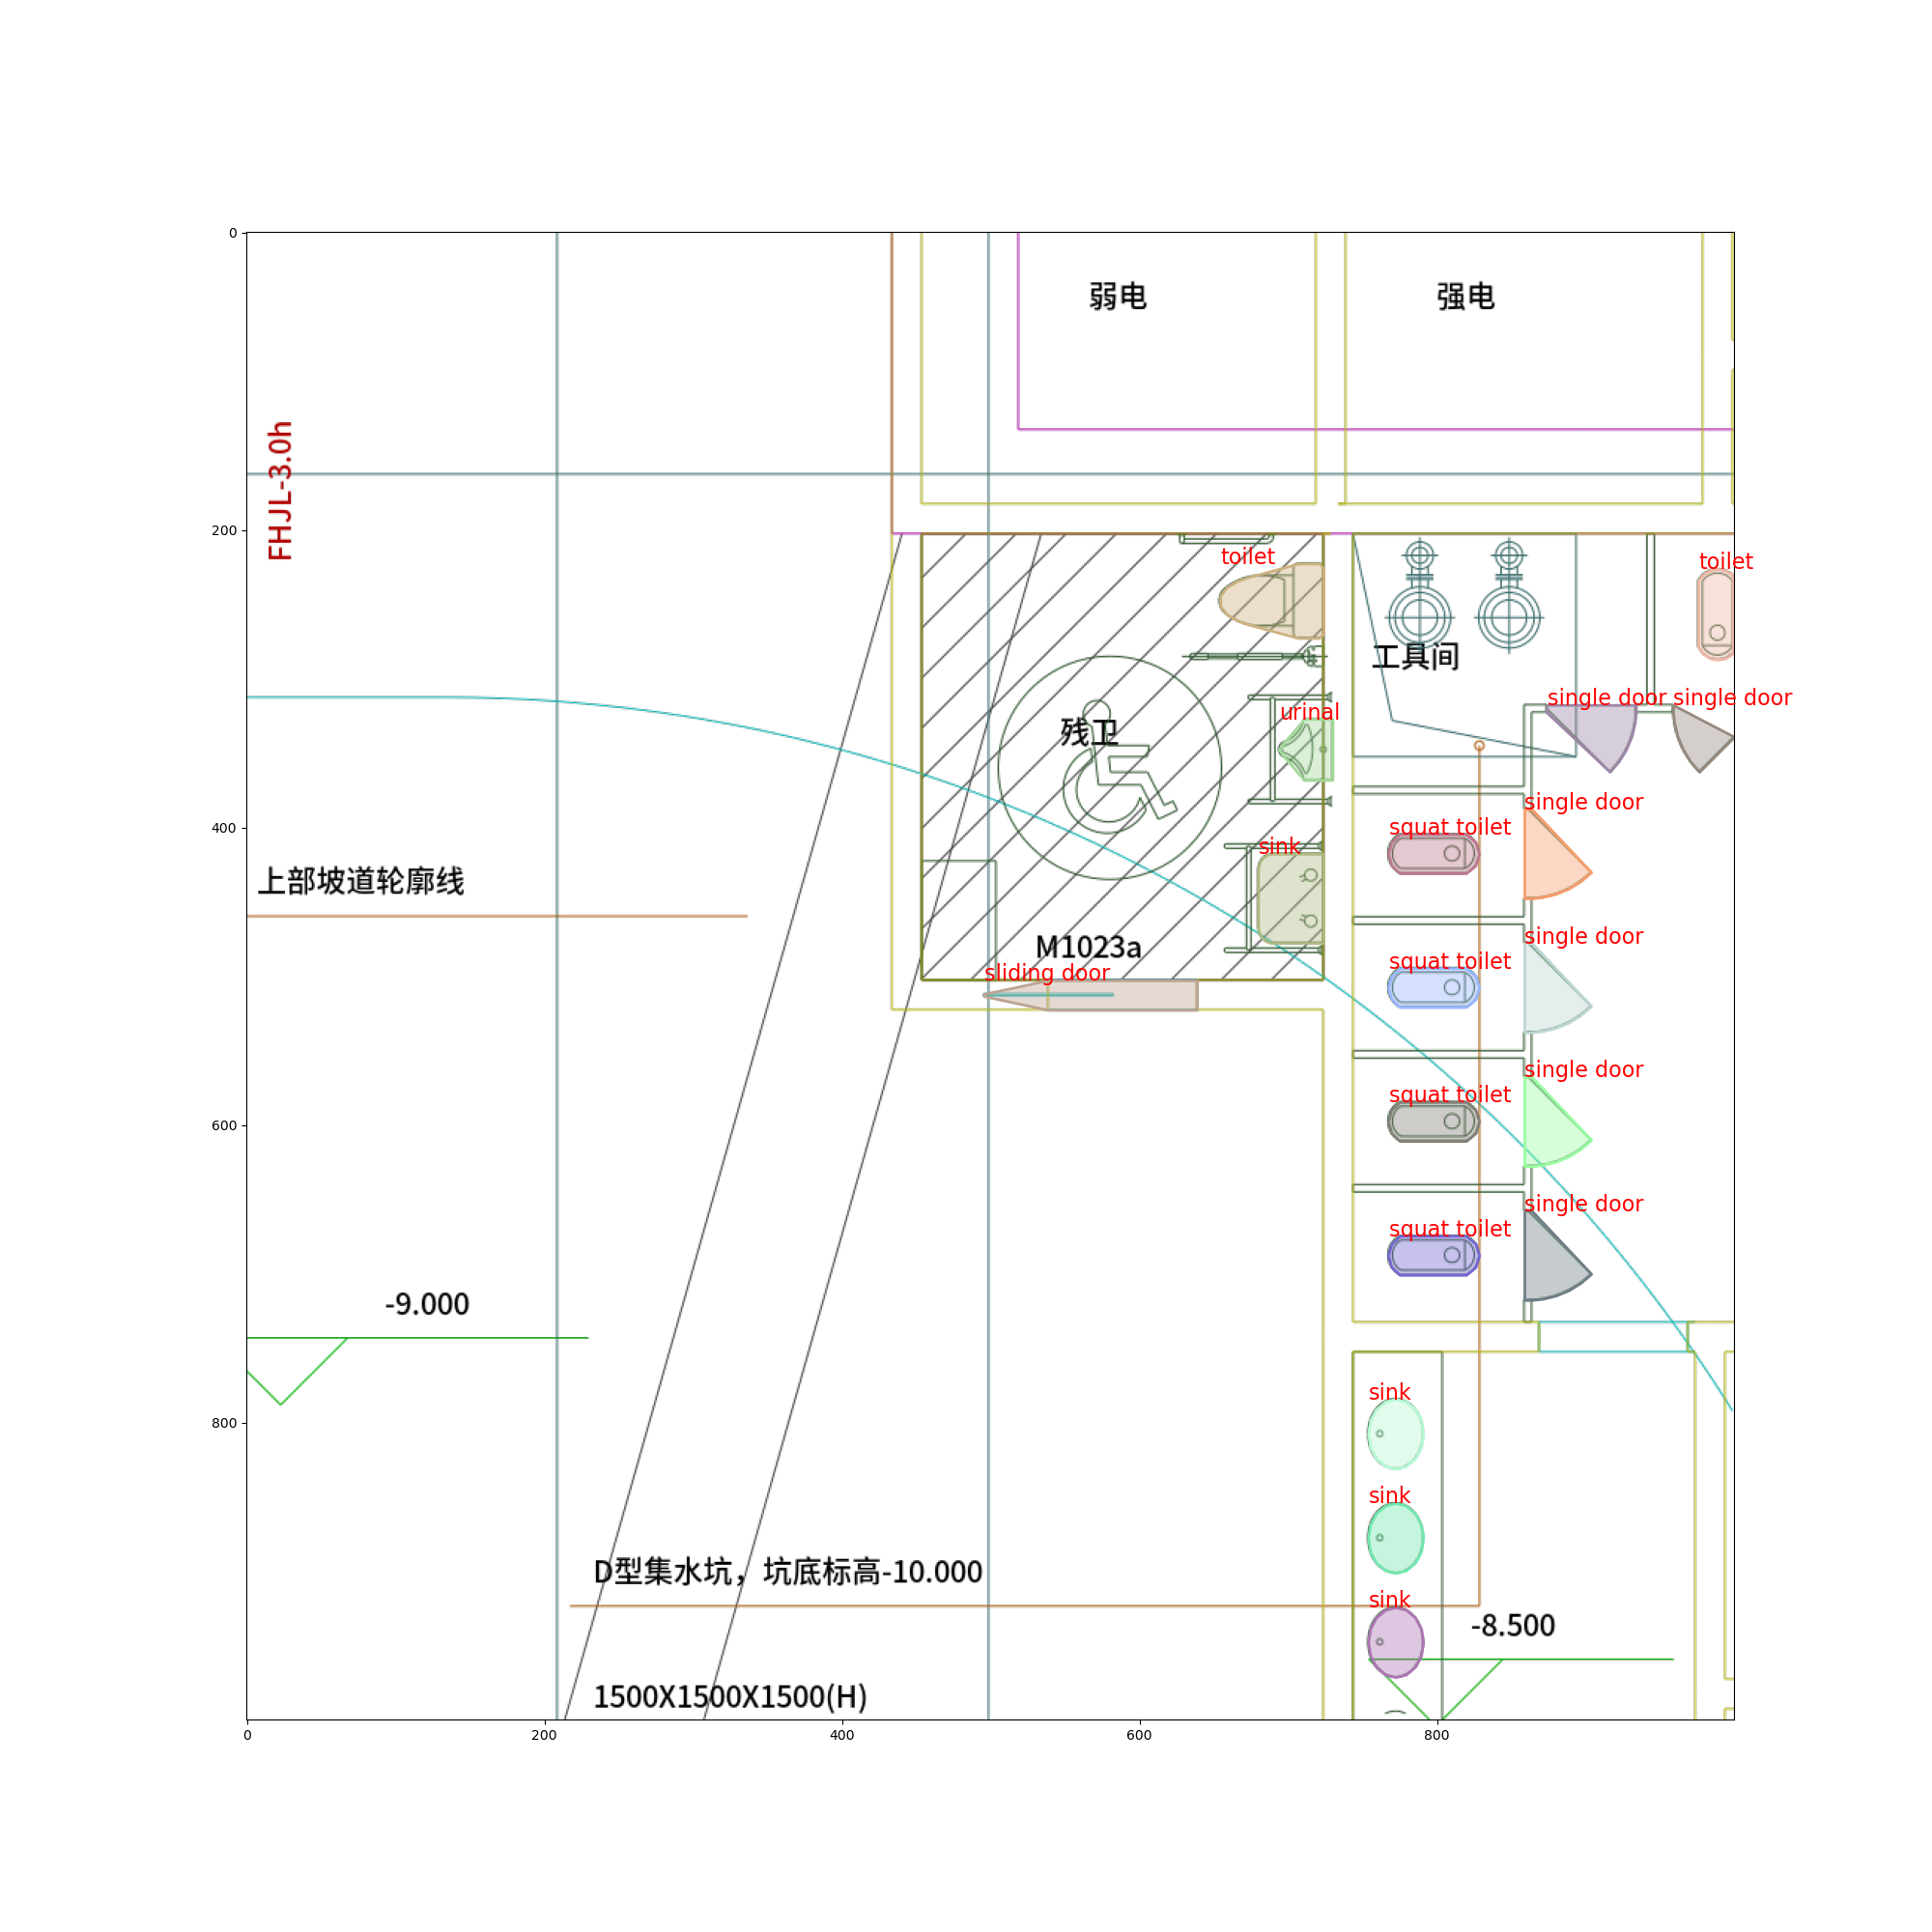 0
弱电
强电
FHJL-3.0h
200
toilet
toilet
工具间
single door
single door
urinal
残卫
400
single door
squat toilet
sink
上部坡道轮廓线
M1023a
single door
squat toilet
sliding door
600
single door
squat toilet
single door
squat toilet
-9.000
800
sink
sink
D型集水坑，坑底标高-10.000
sink
-8.500
1500X1500X1500(H)
0
200
400
600
800